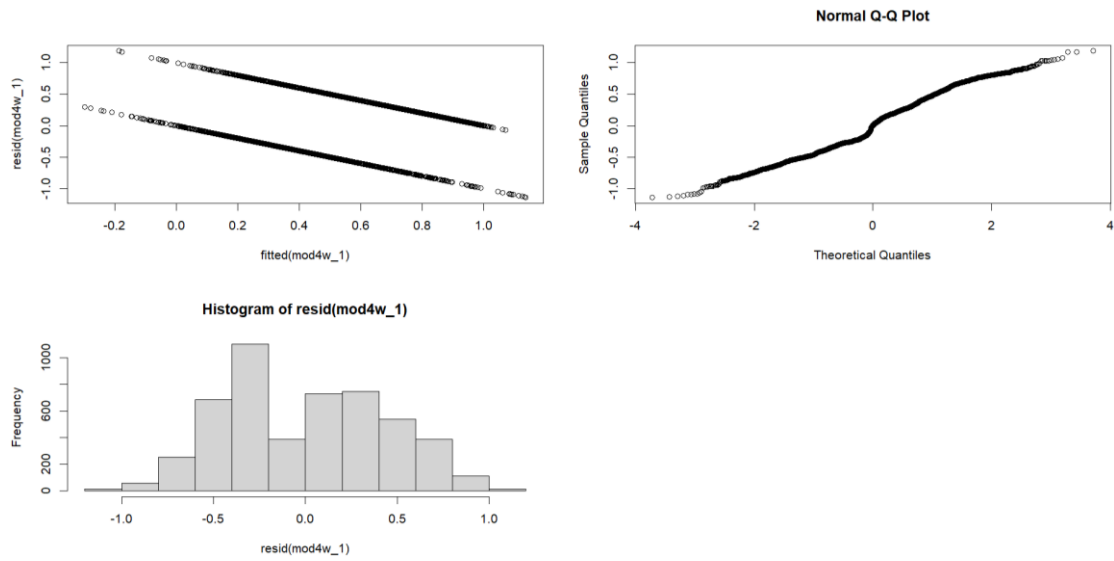 resid(mod4w_1)
-1.0 -0.5 0.0 0.5 1.0
-0.2 0.0 0.2 0.4 0.6 0.8 1.0
fitted(mod4w_1)
Normal Q-Q Plot
Sample Quantiles
-1.0 -0.5 0.0 0.5 1.0
-4 -2 0 2 4
Theoretical Quantiles
Histogram of resid(mod4w_1)
Frequency
0 200 600 1000
-1.0 -0.5 0.0 0.5 1.0
resid(mod4w_1)